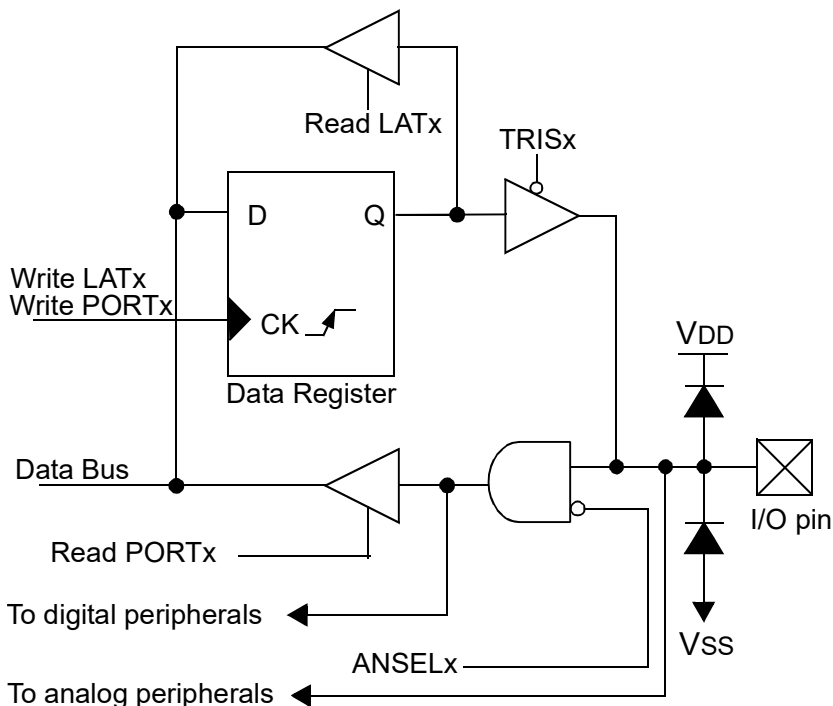 Read LATx
TRISx
D
Q
Write LATx
Write PORTx
CK
VDD
Data Register
Data Bus
I/O pin
Read PORTx
To digital peripherals
VSS
ANSELx
To analog peripherals